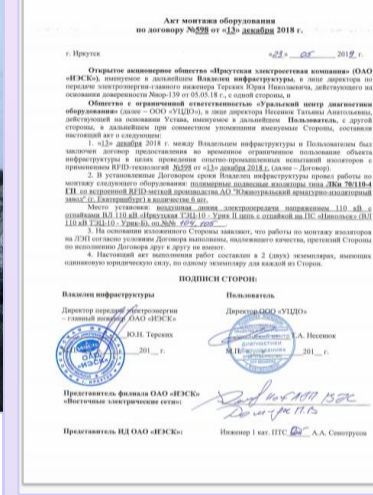 Акт монтажа оборудования
по договору №598 от «13» декабря 2018 г.
г. Иркутск «23» 05 2019 г.
Открытое акционерное общество «Иркутская электросетевая компания» (ОАО
«ИЭСК»), именуемое в дальнейшем Владелец инфраструктуры, в лице директора по
передаче электроэнергии-главного инженера Терских Юрия Николаевича, действующего на
основании доверенности №юр-139 от 05.05.18 г., с одной стороны, и
Общество с ограниченной ответственностью «Уральский центр диагностики
оборудования» (далее – ООО «УЦДО»), в лице директора Несенюк Татьяны Анатольевны,
действующей на основании Устава, именуемое в дальнейшем Пользователь, с другой
стороны, в дальнейшем при совместном упоминании именуемые Стороны, составили
настоящий акт о следующем:
1. «13» декабря 2018 г. между Владельцем инфраструктуры и Пользователем был
заключен договор предоставления во временное ограниченное пользование объекта
инфраструктуры в целях проведения опытно-промышленных испытаний изоляторов с
применением RFID-технологий №598 от «13» декабря 2018 г. (далее – Договор).
2. В установленные Договором сроки Владелец инфраструктуры провел работы по
монтажу следующего оборудования: полимерные подвесные изоляторы типа ЛКи 70/110-4
ГП, со встроенной RFID-меткой производства АО "Южноуральский арматурно-изоляторный
завод" (г. Екатеринбург) в количестве 6 шт.
Место установки: воздушная линия электропередачи напряжением 110 кВ с
отпайками ВЛ 110 кВ «Иркутская ТЭЦ-10 - Урик II цепь с отпайкой на ПС «Никольск» (ВЛ
110 кВ ТЭЦ-10 - Урик-Б), оп.№№ 104, 105
3. На основании изложенного Стороны заявляют, что работы по монтажу изоляторов
на ЛЭП согласно условиям Договора выполнены, надлежащего качества, претензий Стороны
по исполнению Договора друг к другу не имеют.
4. Настоящий акт выполнения работ составлен в 2 (двух) экземплярах, имеющих
одинаковую юридическую силу, по одному экземпляру для каждой из Сторон.
ПОДПИСИ СТОРОН:
Владелец инфраструктуры Пользователь
Директор передачи электроэнергии Директор ООО «УЦДО»
– главный инженер ОАО «ИЭСК»
Ю.Н. Терских Т.А. Несенюк
201__ г. М.П. 201__ г.
Представитель филиала ОАО «ИЭСК»
«Восточные электрические сети»:
Представитель ИД ОАО «ИЭСК»: Инженер 1 кат. ПТС А.А. Сенотрусов